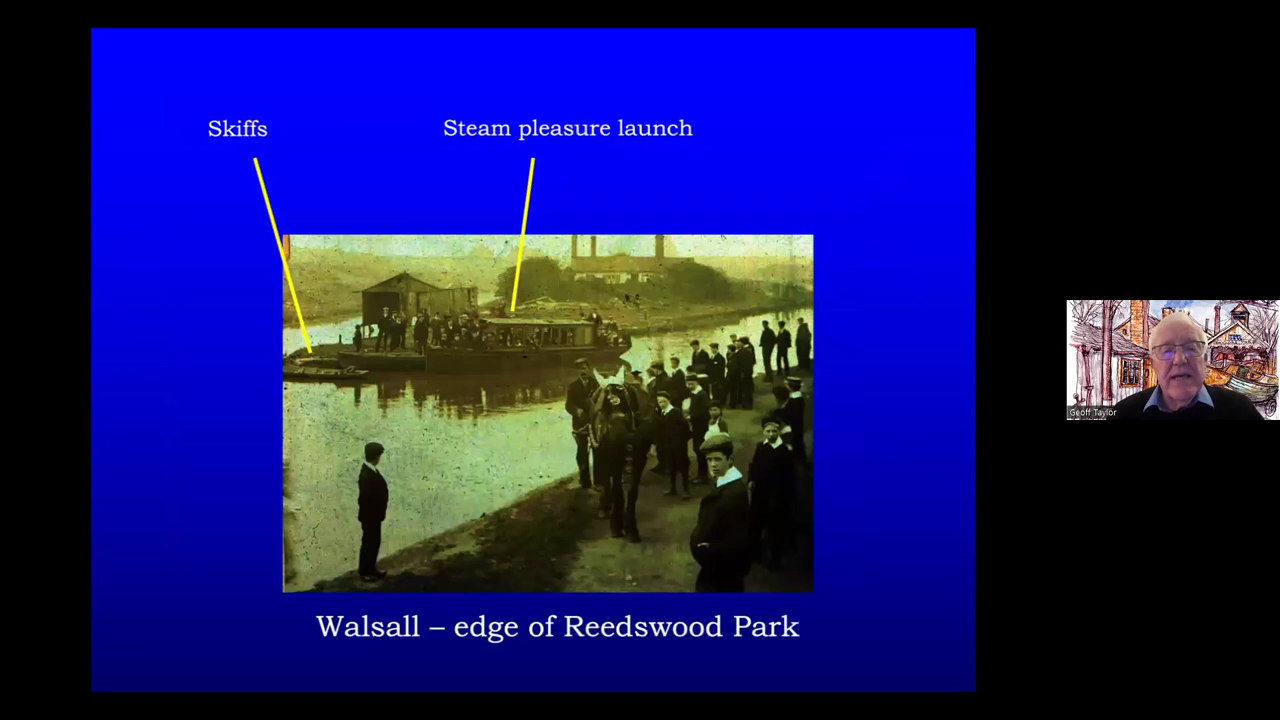 Skiffs
Steam pleasure launch
Walsall – edge of Reedswood Park
Geoff Taylor